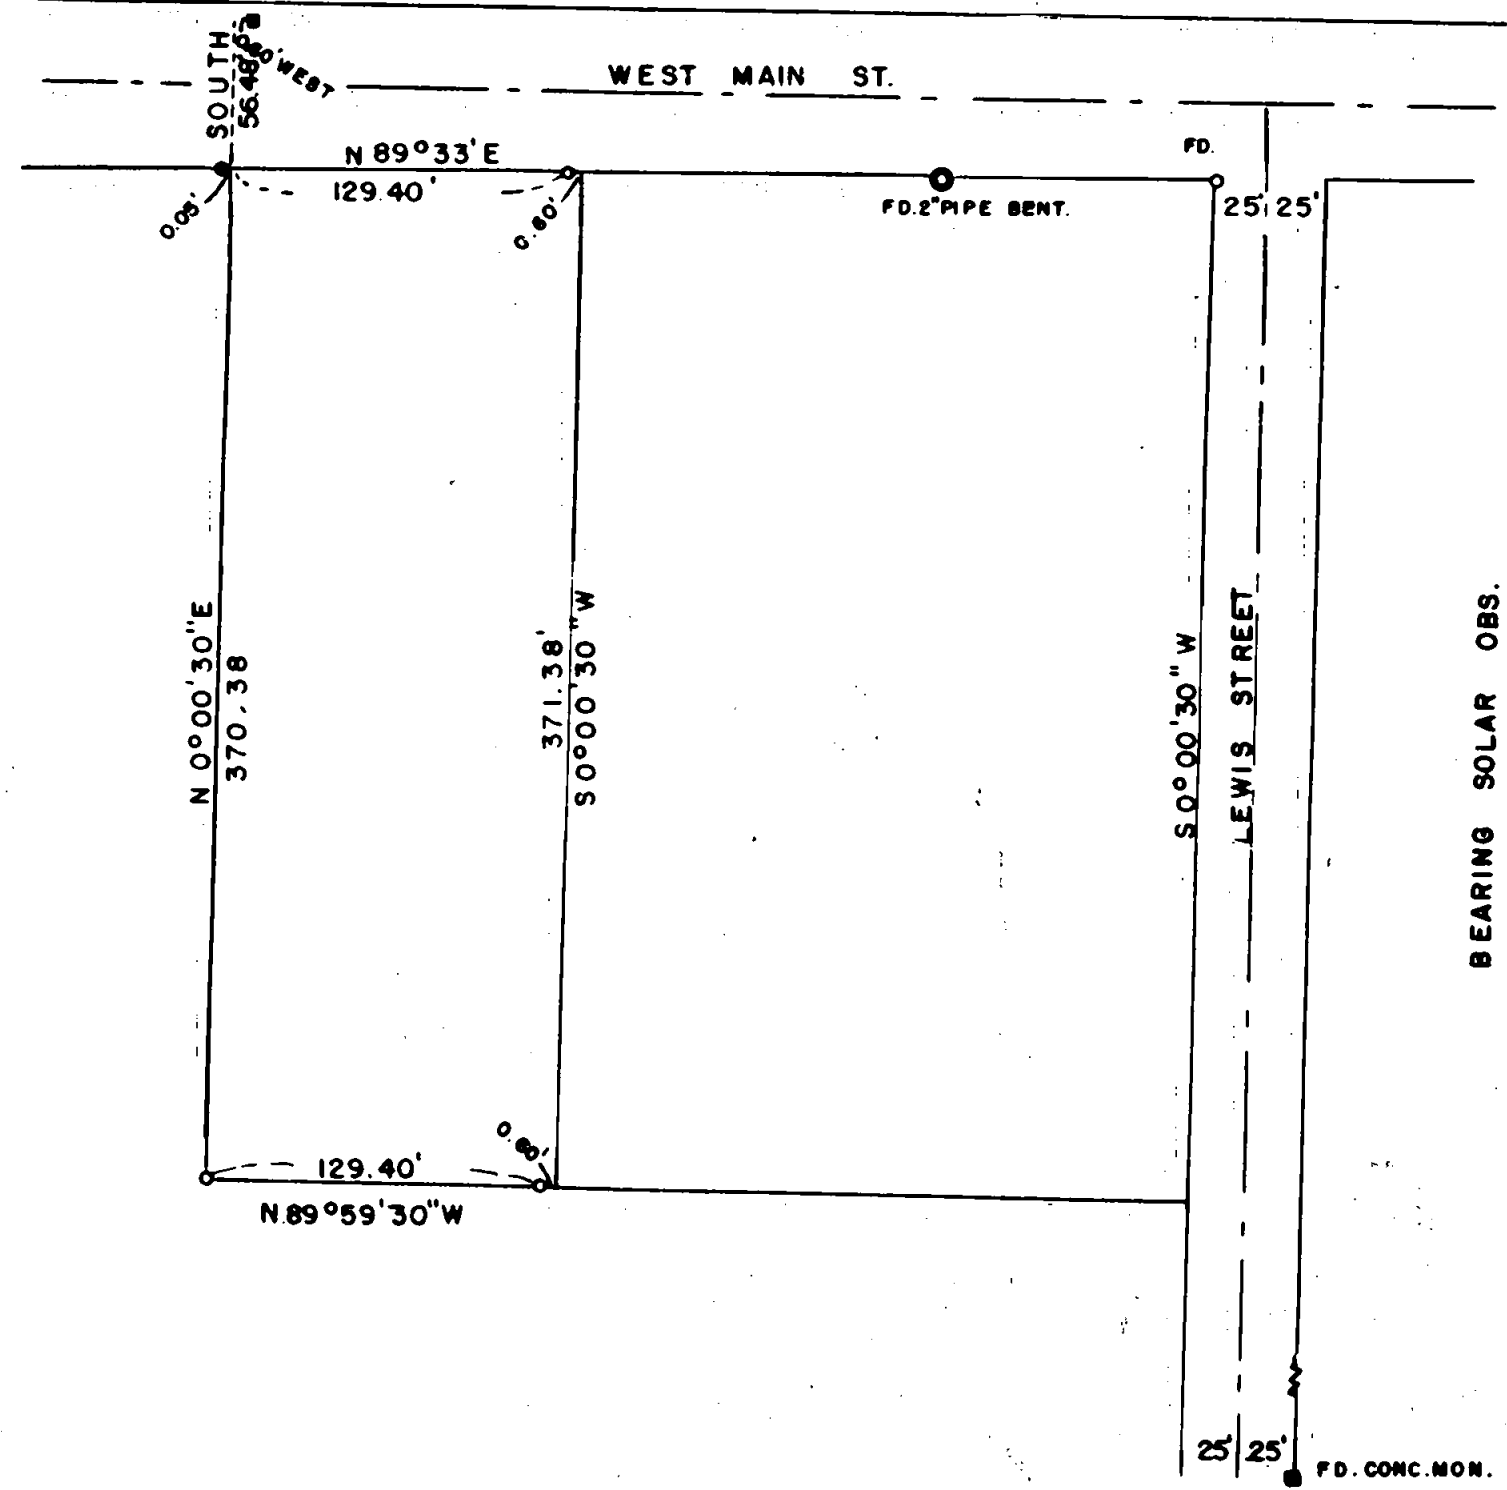 SOUTH
56.48'
WEST
WEST MAIN ST.
N 89°33'E
129.40'
0.05'
0.60'
FD.2"PIPE BENT.
FD.
25' 25'
N 0°00'30"E
370.38
371.38'
S 0°00'30"W
S 0°00'30"W
LEWIS STREET
BEARING SOLAR OBS.
0.60'
129.40'
N.89°59'30"W
25' 25'
FD. CONC. MON.